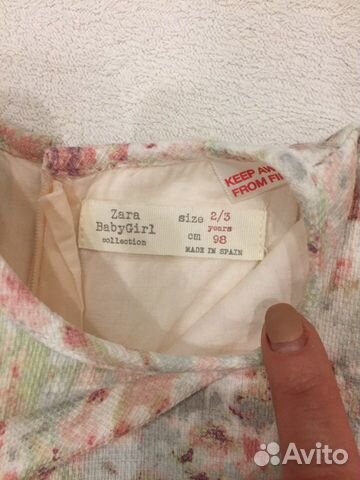 KEEP AW
FROM FI
Zara
BabyGirl
collection
size 2/3
years
cm 98
MADE IN SPAIN
Avito